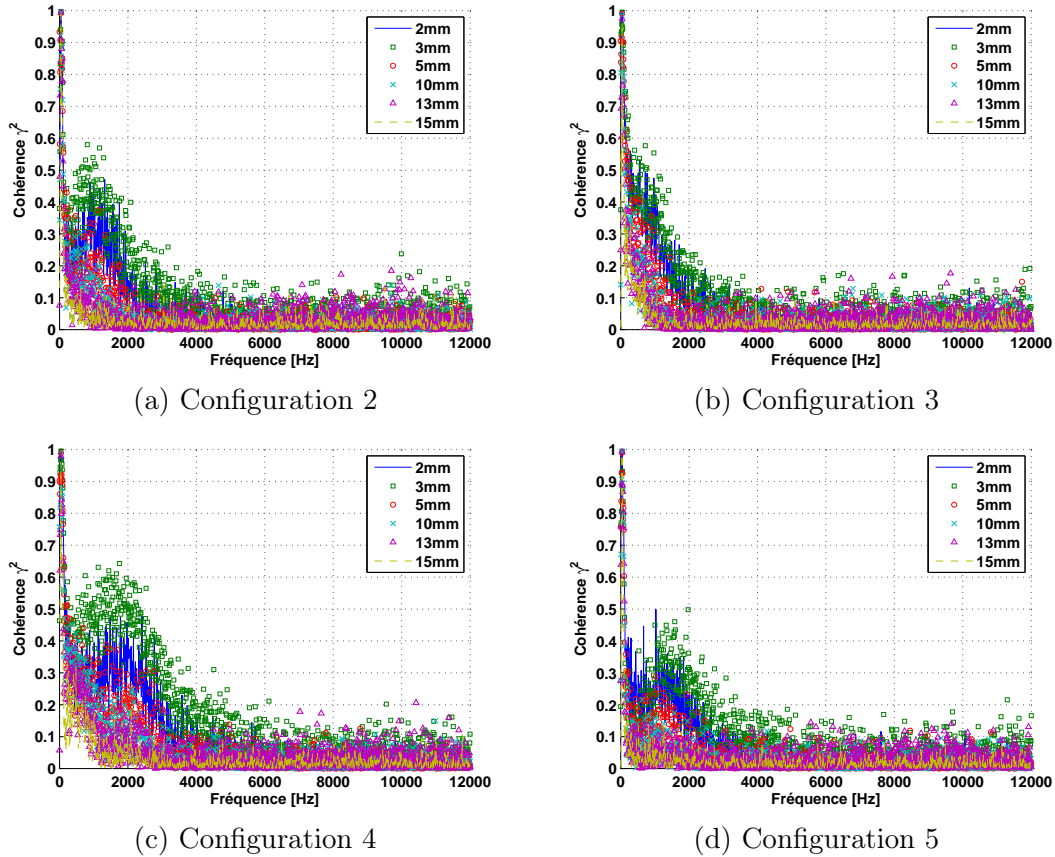 1
0.9
0.8
0.7
0.6
0.5
0.4
0.3
0.2
0.1
0
Cohérence γ²
0 2000 4000 6000 8000 10000 12000
Fréquence [Hz]
2mm
3mm
5mm
10mm
13mm
15mm
(a) Configuration 2
1
0.9
0.8
0.7
0.6
0.5
0.4
0.3
0.2
0.1
0
Cohérence γ²
0 2000 4000 6000 8000 10000 12000
Fréquence [Hz]
2mm
3mm
5mm
10mm
13mm
15mm
(b) Configuration 3
1
0.9
0.8
0.7
0.6
0.5
0.4
0.3
0.2
0.1
0
Cohérence γ²
0 2000 4000 6000 8000 10000 12000
Fréquence [Hz]
2mm
3mm
5mm
10mm
13mm
15mm
(c) Configuration 4
1
0.9
0.8
0.7
0.6
0.5
0.4
0.3
0.2
0.1
0
Cohérence γ²
0 2000 4000 6000 8000 10000 12000
Fréquence [Hz]
2mm
3mm
5mm
10mm
13mm
15mm
(d) Configuration 5